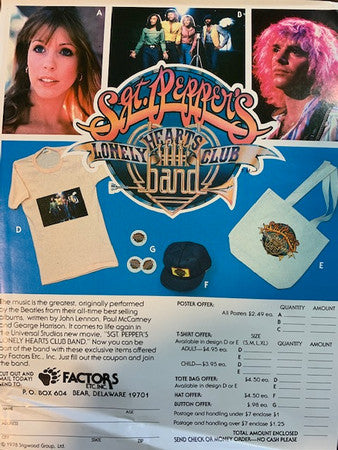 A
B
C
Sgt. Pepper's
LONELY HEARTS CLUB
band
D
G
F
E
The music is the greatest, originally performed
by the Beatles from their all-time best selling
albums, written by John Lennon, Paul McCartney
and George Harrison. It comes to life again in
the Universal Studios new movie, "SGT. PEPPER'S
LONELY HEARTS CLUB BAND." Now you can be
part of the band with these exclusive items offered
by Factors Etc., Inc. Just fill out the coupon and join
the band.
CUT OUT AND
MAIL TODAY!
SEND TO:
FACTORS
ETC. INC.
P. O. BOX 604 BEAR, DELAWARE 19701
NAME
ADDRESS
CITY
STATE ZIP
© 1978 Stigwood Group, Ltd.
POSTER OFFER: QUANTITY AMOUNT
All Posters $2.49 ea. A
B
C
T-SHIRT OFFER: SIZE QUANTITY AMOUNT
Available in design D or E (S,M,L,XL)
ADULT—$4.95 ea. D
E
CHILD—$3.95 ea. D
E
TOTE BAG OFFER $4.50 ea. D
Available in design D or E E
HAT OFFER $4.50 ea.
BUTTON OFFER $.98 ea. G
Postage and handling under $7 enclose $1
Postage and handling over $7 enclose $1.25
TOTAL AMOUNT ENCLOSED
SEND CHECK OR MONEY ORDER—NO CASH PLEASE